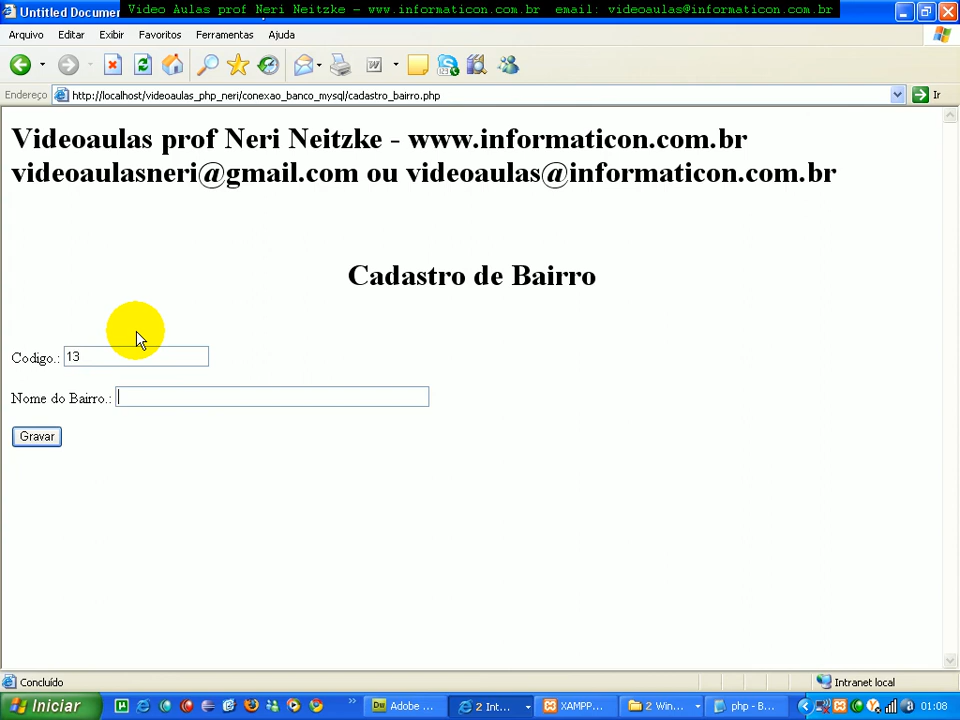 Untitled Documen
Video Aulas prof Neri Neitzke - www.informaticon.com.br email: videoaulas@informaticon.com.br
Arquivo Editar Exibir Favoritos Ferramentas Ajuda
Endereço http://localhost/videoaulas_php_neri/conexao_banco_mysql/cadastro_bairro.php Ir
Videoaulas prof Neri Neitzke - www.informaticon.com.br
videoaulasneri@gmail.com ou videoaulas@informaticon.com.br
Cadastro de Bairro
Codigo.: 13
Nome do Bairro.:
Gravar
Concluído Intranet local
Iniciar Adobe ... 2 Int... XAMPP... 2 Win... php - B... 01:08